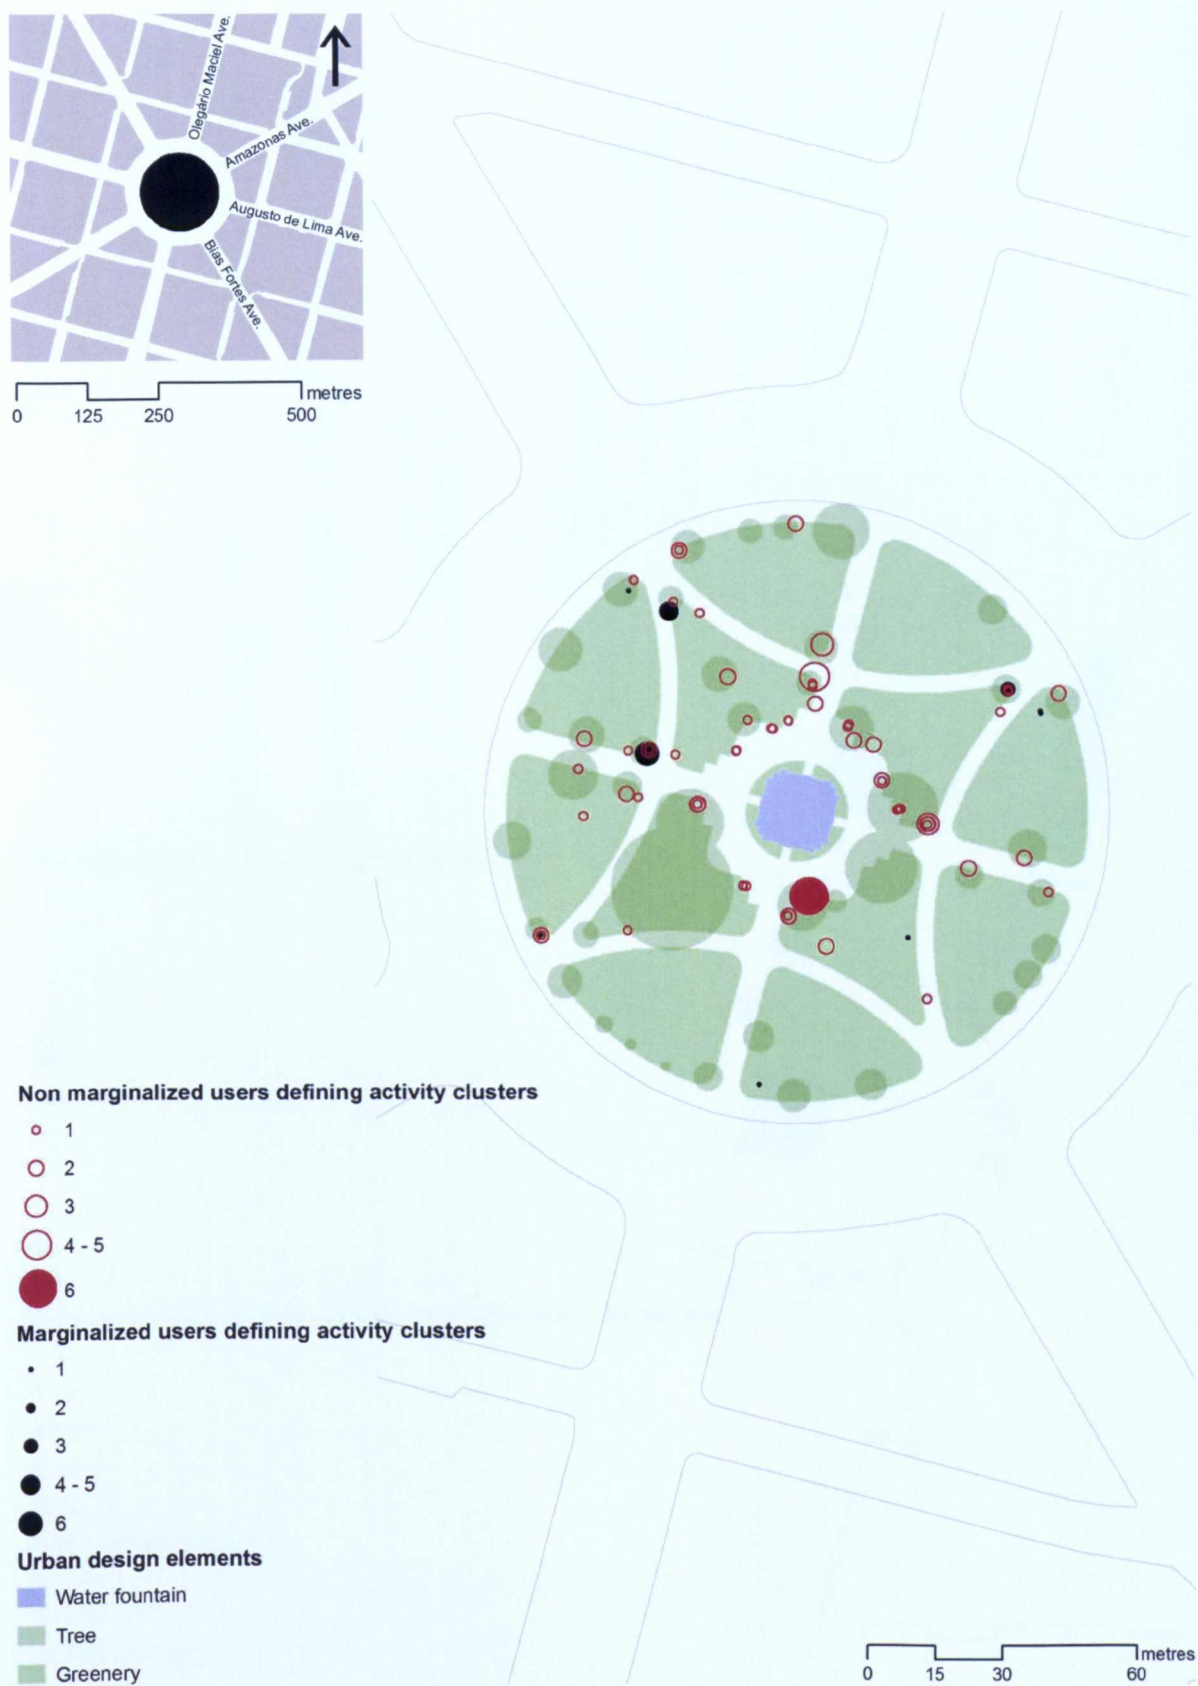 Olegário Maciel Ave.
Amazonas Ave.
Augusto de Lima Ave.
Bias Fortes Ave.
metres
0 125 250 500
Non marginalized users defining activity clusters
1
2
3
4 - 5
6
Marginalized users defining activity clusters
1
2
3
4 - 5
6
Urban design elements
Water fountain
Tree
Greenery
metres
0 15 30 60